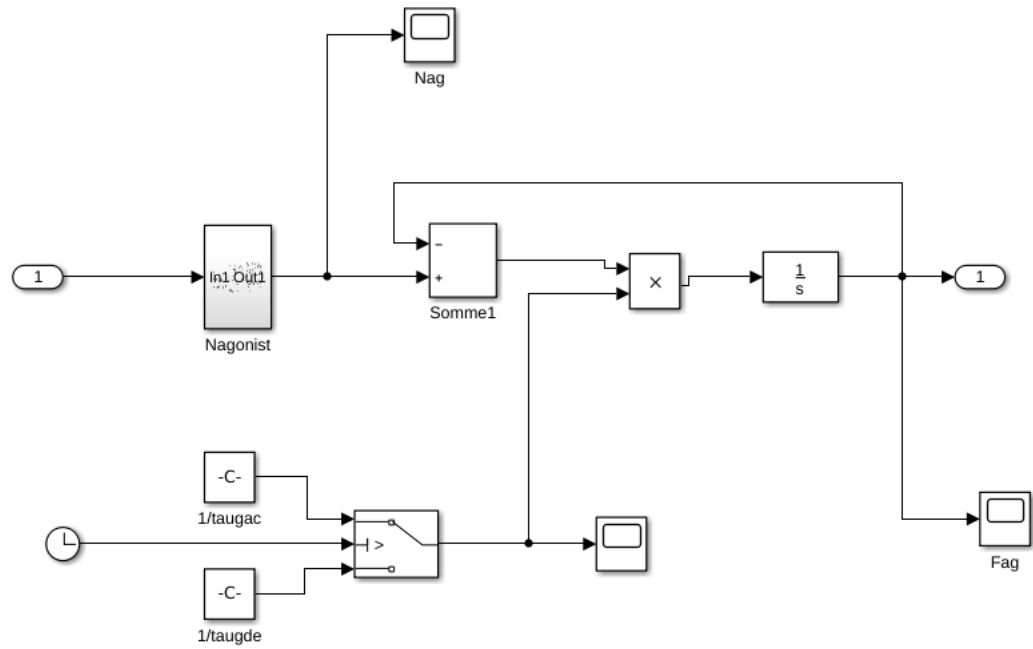 Nag
1
In1 Out1
Nagonist
−
+
Somme1
×
1
s
1
-C-
1/taugac
>
-C-
1/taugde
Fag